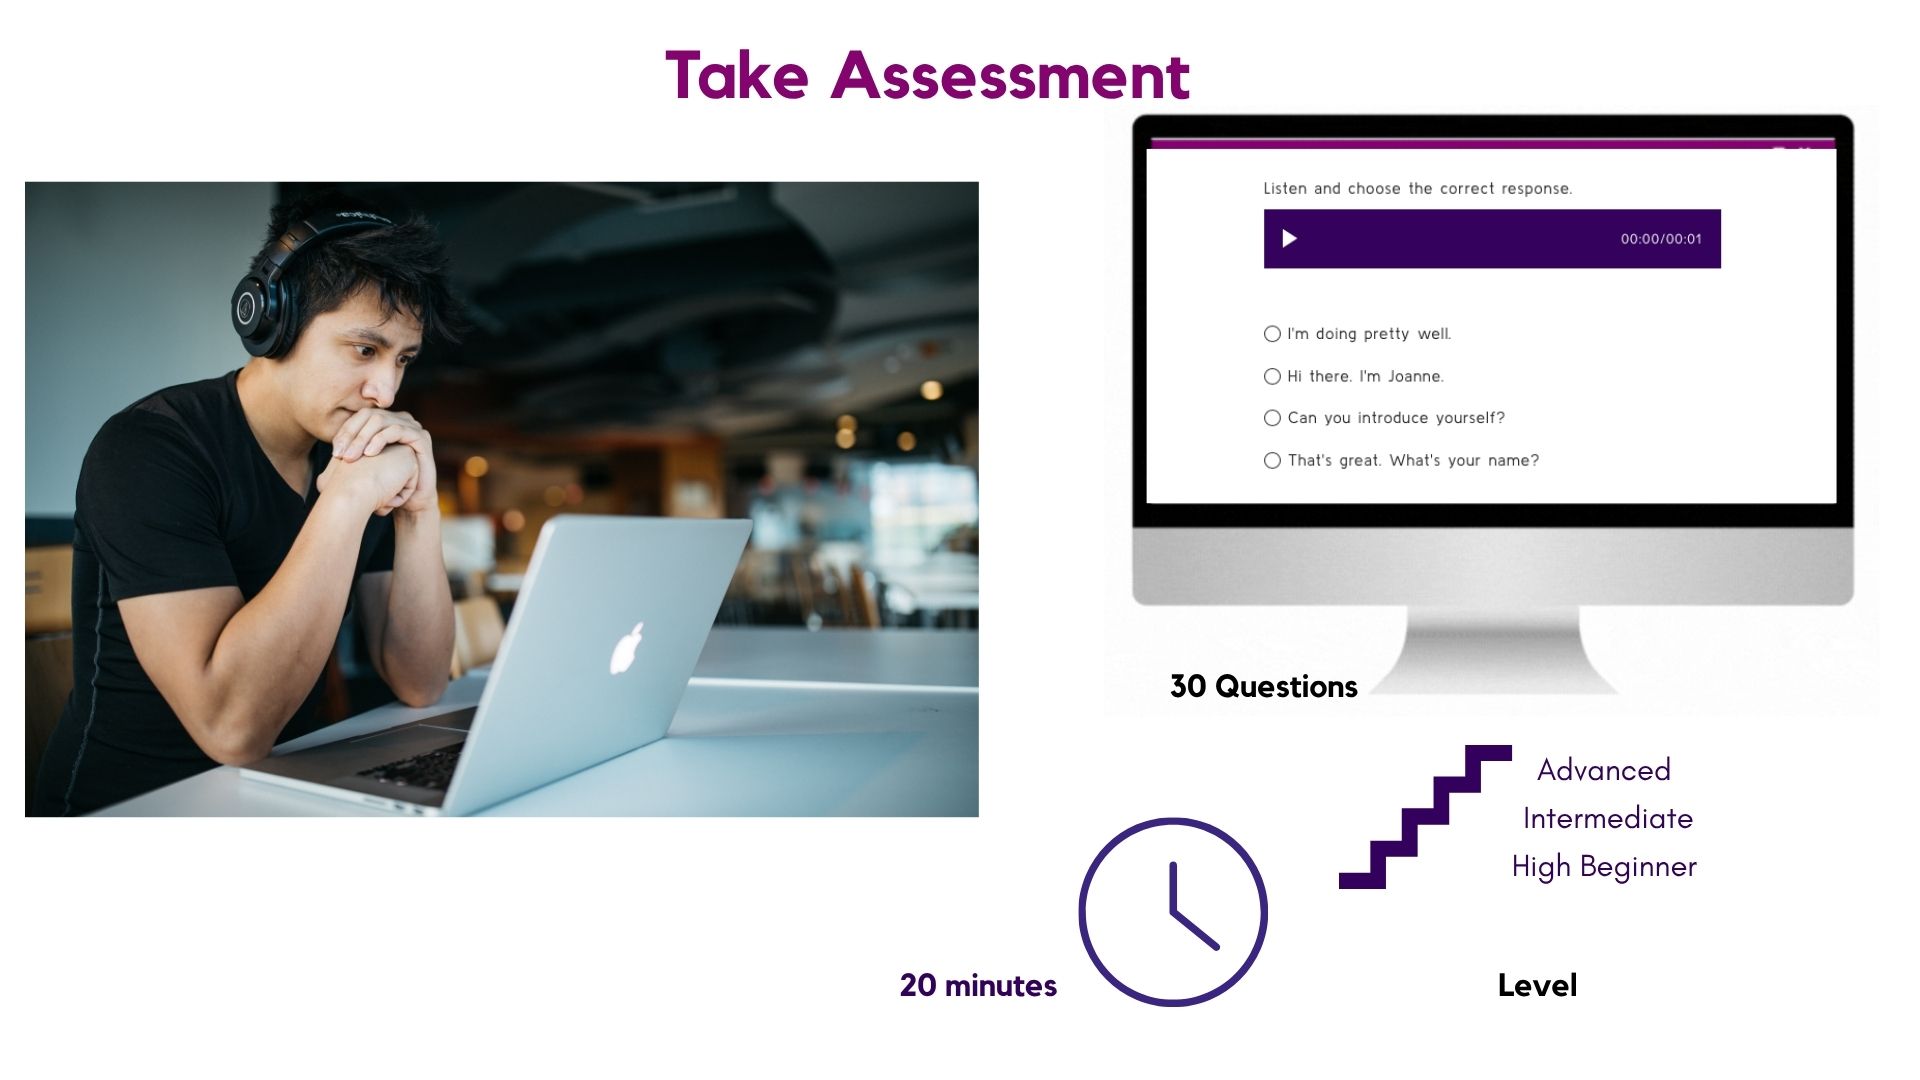 Take Assessment
Listen and choose the correct response.
00:00/00:01
I'm doing pretty well.
Hi there. I'm Joanne.
Can you introduce yourself?
That's great. What's your name?
30 Questions
Advanced
Intermediate
High Beginner
20 minutes
Level